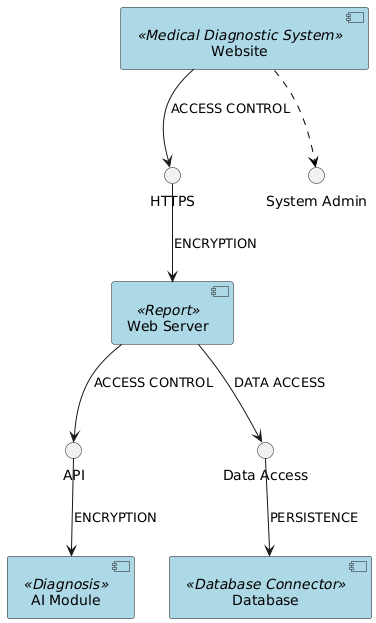 «Medical Diagnostic System»
Website
ACCESS CONTROL
HTTPS
System Admin
ENCRYPTION
«Report»
Web Server
ACCESS CONTROL
DATA ACCESS
API
Data Access
ENCRYPTION
PERSISTENCE
«Diagnosis»
AI Module
«Database Connector»
Database